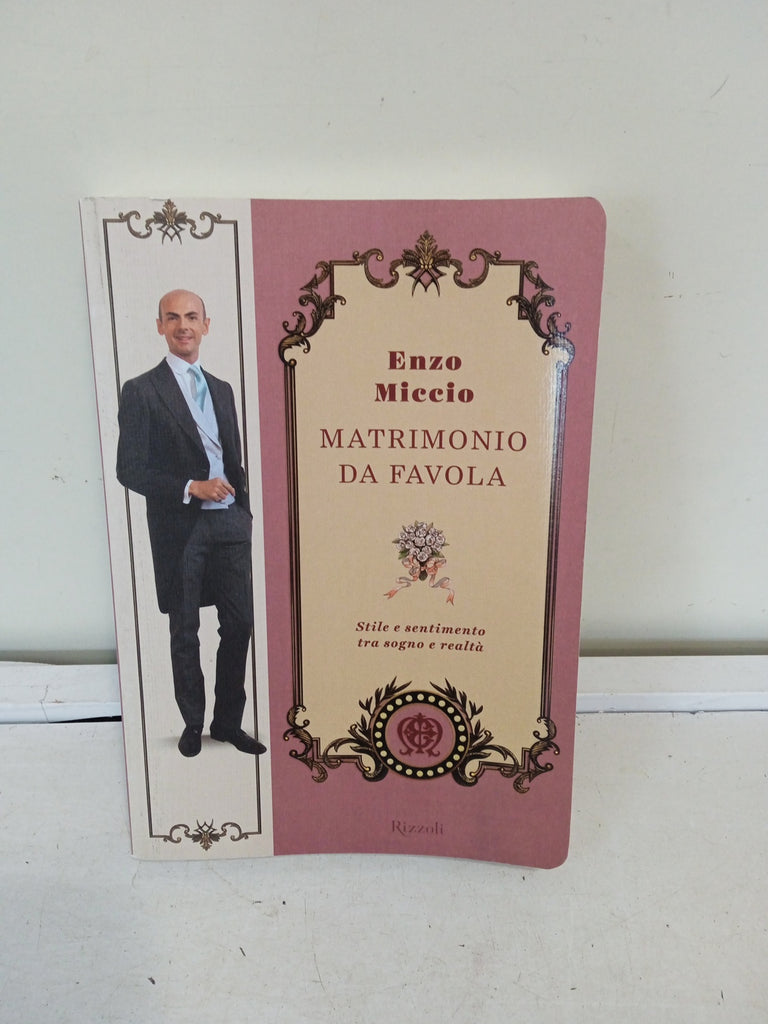 Enzo
Miccio
MATRIMONIO
DA FAVOLA
Stile e sentimento
tra sogno e realtà
Rizzoli